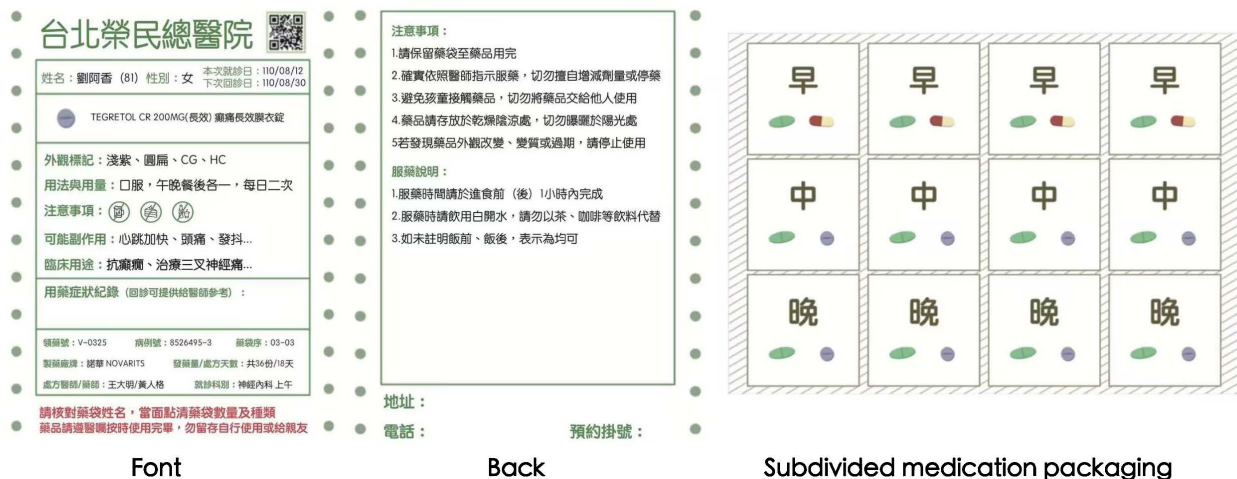 台北榮民總醫院
姓名：劉阿香（81） 性別：女
本次就診日：110/08/12
下次回診日：110/08/30
TEGRETOL CR 200MG(長效) 癲痛長效膜衣錠
外觀標記：淺紫、圓扁、CG、HC
用法與用量：口服，午晚餐後各一，每日二次
注意事項：
可能副作用：心跳加快、頭痛、發抖...
臨床用途：抗癲癇、治療三叉神經痛...
用藥症狀紀錄（回診可提供給醫師參考）：
領藥號：V-0325 病例號：8526495-3 藥袋序：03-03
製藥廠牌：諾華 NOVARITS 發藥量/處方天數：共36份/18天
處方醫師/藥師：王大明/黃人格 就診科別：神經內科 上午
請核對藥袋姓名，當面點清藥袋數量及種類
藥品請遵醫囑按時使用完畢，勿留存自行使用或給親友
Font
注意事項：
1.請保留藥袋至藥品用完
2.確實依照醫師指示服藥，切勿擅自增減劑量或停藥
3.避免孩童接觸藥品，切勿將藥品交給他人使用
4.藥品請存放於乾燥陰涼處，切勿曝曬於陽光處
5若發現藥品外觀改變、變質或過期，請停止使用
服藥說明：
1.服藥時間請於進食前（後）1小時內完成
2.服藥時請飲用白開水，請勿以茶、咖啡等飲料代替
3.如未註明飯前、飯後，表示為均可
地址：
電話： 預約掛號：
Back
早 早 早 早
中 中 中 中
晚 晚 晚 晚
Subdivided medication packaging